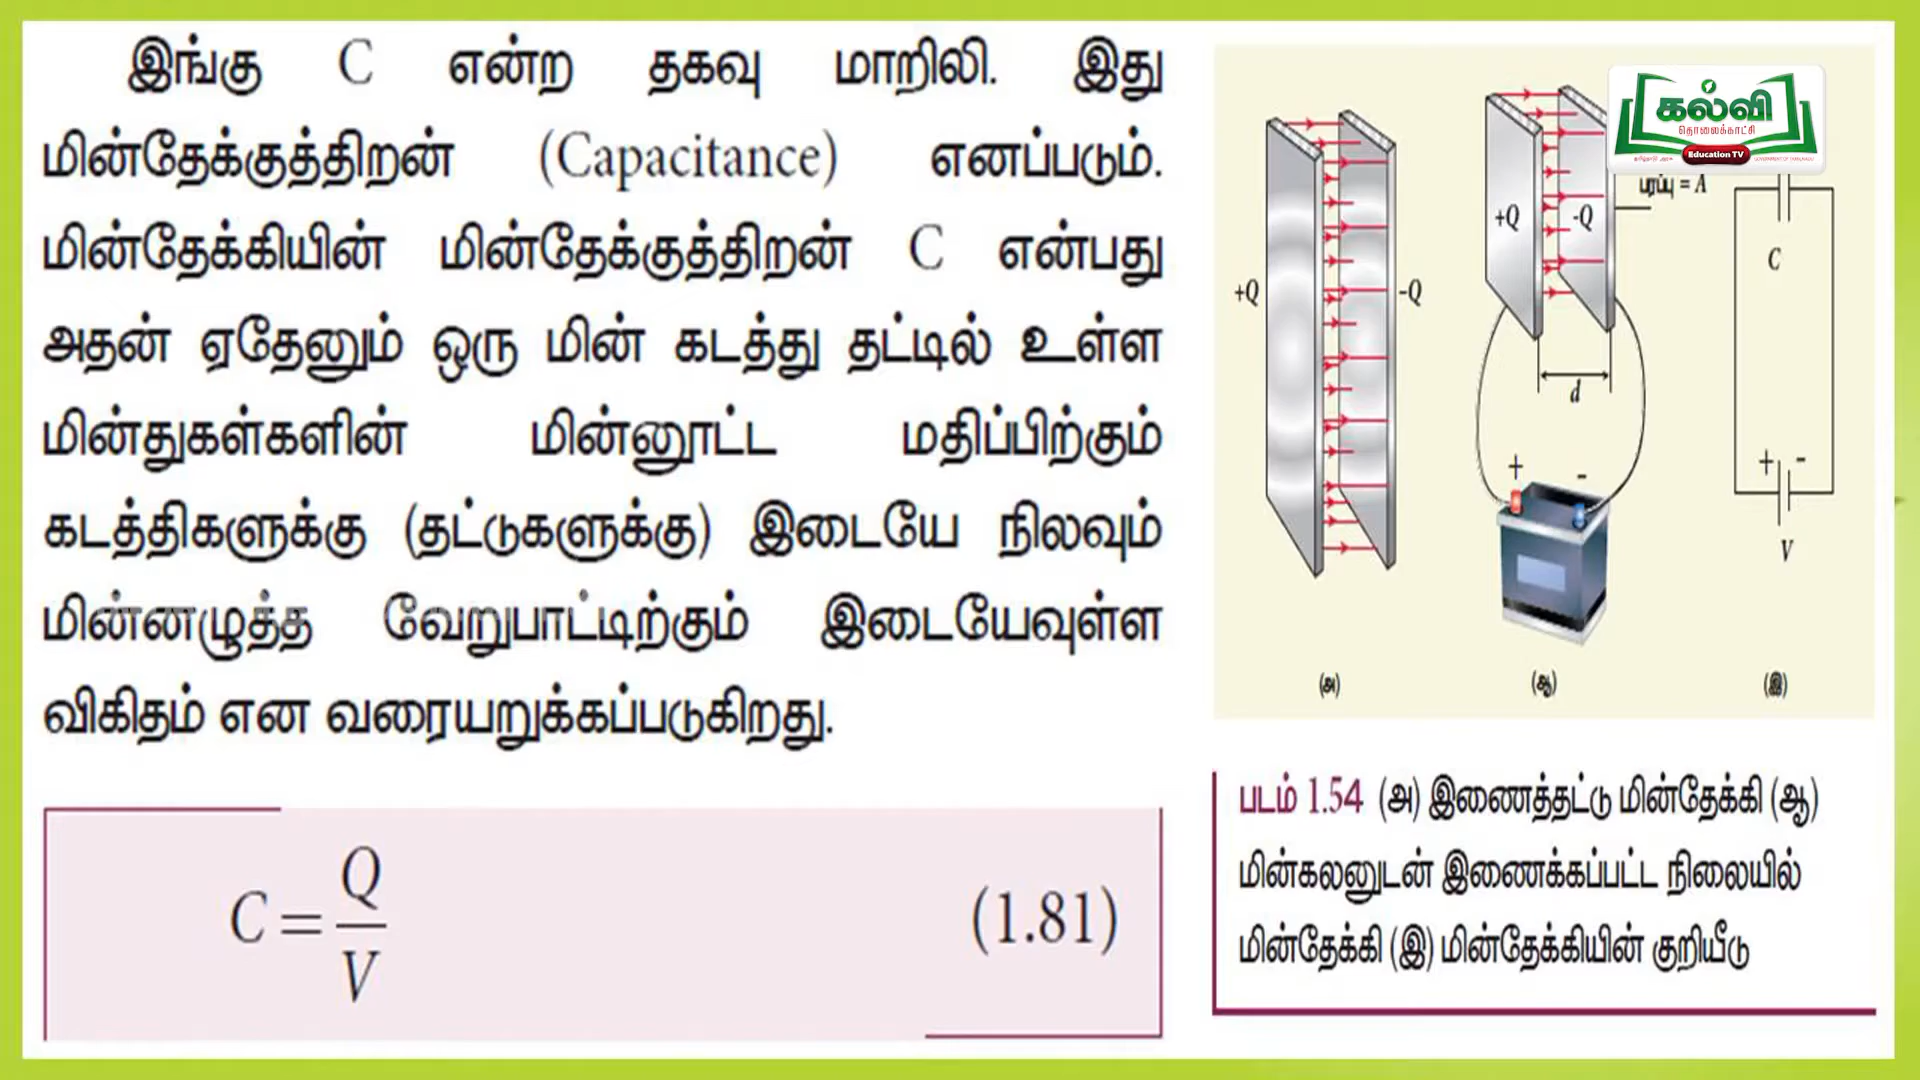 இங்கு C என்ற தகவு மாறிலி. இது
மின்தேக்குத்திறன் (Capacitance) எனப்படும்.
மின்தேக்கியின் மின்தேக்குத்திறன் C என்பது
அதன் ஏதேனும் ஒரு மின் கடத்து தட்டில் உள்ள
மின்துகள்களின் மின்னூட்ட மதிப்பிற்கும்
கடத்திகளுக்கு (தட்டுகளுக்கு) இடையே நிலவும்
மின்னழுத்த வேறுபாட்டிற்கும் இடையேவுள்ள
விகிதம் என வரையறுக்கப்படுகிறது.
C = Q / V (1.81)
கல்வி
தொலைக்காட்சி
Education TV
பரப்பு = A
+Q -Q
+Q -Q
C
d
+ -
+ -
V
(அ) (ஆ) (இ)
படம் 1.54 (அ) இணைத்தட்டு மின்தேக்கி (ஆ)
மின்கலனுடன் இணைக்கப்பட்ட நிலையில்
மின்தேக்கி (இ) மின்தேக்கியின் குறியீடு